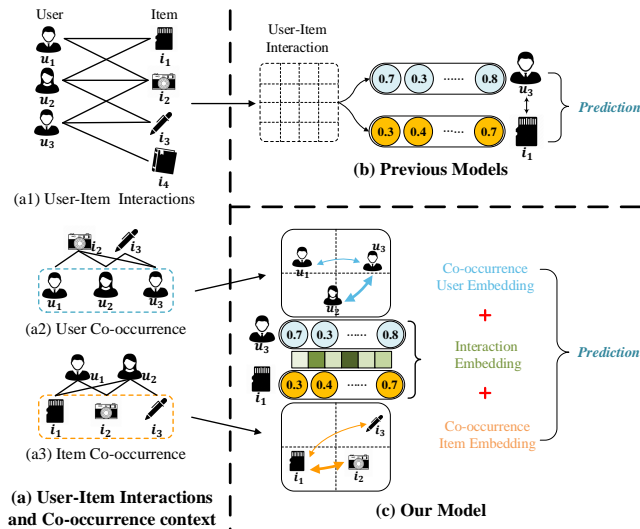 User
Item
u1
i1
u2
i2
u3
i3
i4
(a1) User-Item Interactions
i2
i3
u1
u2
u3
(a2) User Co-occurrence
u1
u2
i1
i2
i3
(a3) Item Co-occurrence
(a) User-Item Interactions
and Co-occurrence context
User-Item
Interaction
0.7 0.3 ...... 0.8
u3
0.3 0.4 ...... 0.7
i1
Prediction
(b) Previous Models
u1
u3
u2
u3
0.7 0.3 ...... 0.8
i1
0.3 0.4 ...... 0.7
i3
i1
i2
Co-occurrence
User Embedding
+
Interaction
Embedding
+
Co-occurrence
Item Embedding
Prediction
(c) Our Model